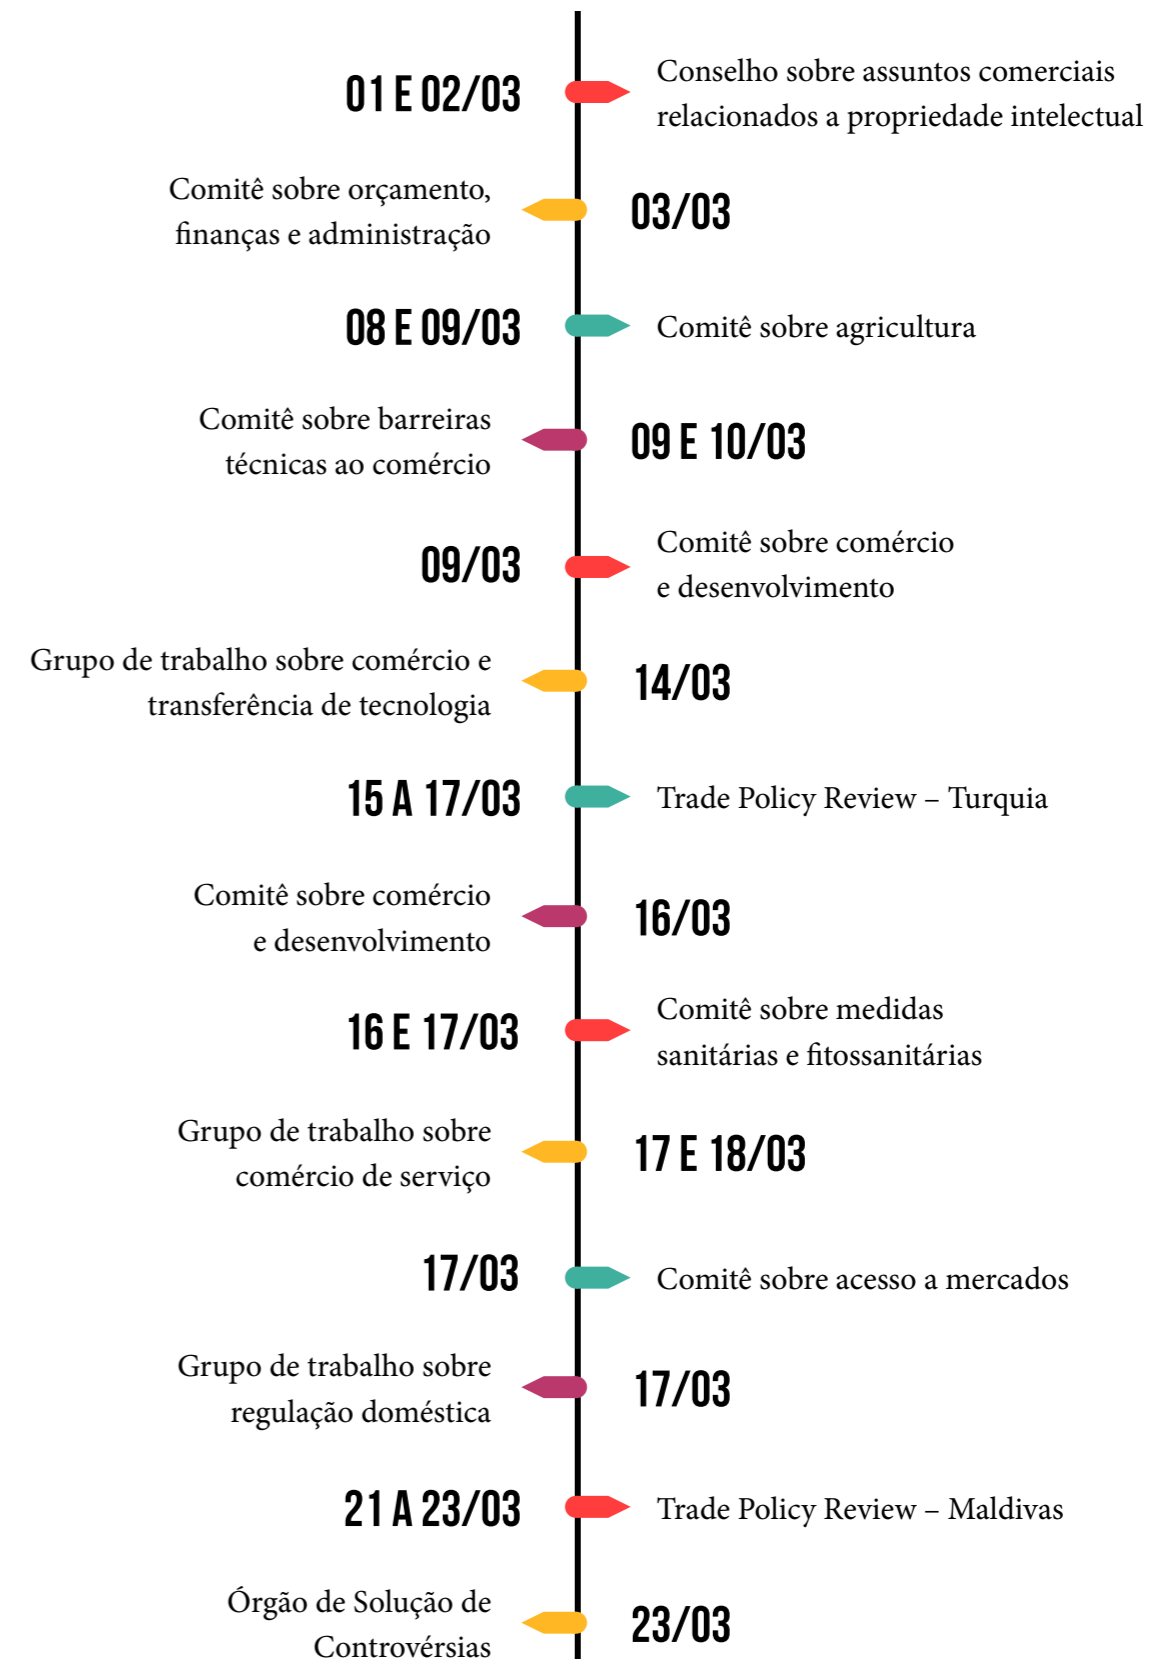 01 E 02/03
Conselho sobre assuntos comerciais
relacionados a propriedade intelectual
Comitê sobre orçamento,
finanças e administração
03/03
08 E 09/03
Comitê sobre agricultura
Comitê sobre barreiras
técnicas ao comércio
09 E 10/03
09/03
Comitê sobre comércio
e desenvolvimento
Grupo de trabalho sobre comércio e
transferência de tecnologia
14/03
15 A 17/03
Trade Policy Review – Turquia
Comitê sobre comércio
e desenvolvimento
16/03
16 E 17/03
Comitê sobre medidas
sanitárias e fitossanitárias
Grupo de trabalho sobre
comércio de serviço
17 E 18/03
17/03
Comitê sobre acesso a mercados
Grupo de trabalho sobre
regulação doméstica
17/03
21 A 23/03
Trade Policy Review – Maldivas
Órgão de Solução de
Controvérsias
23/03